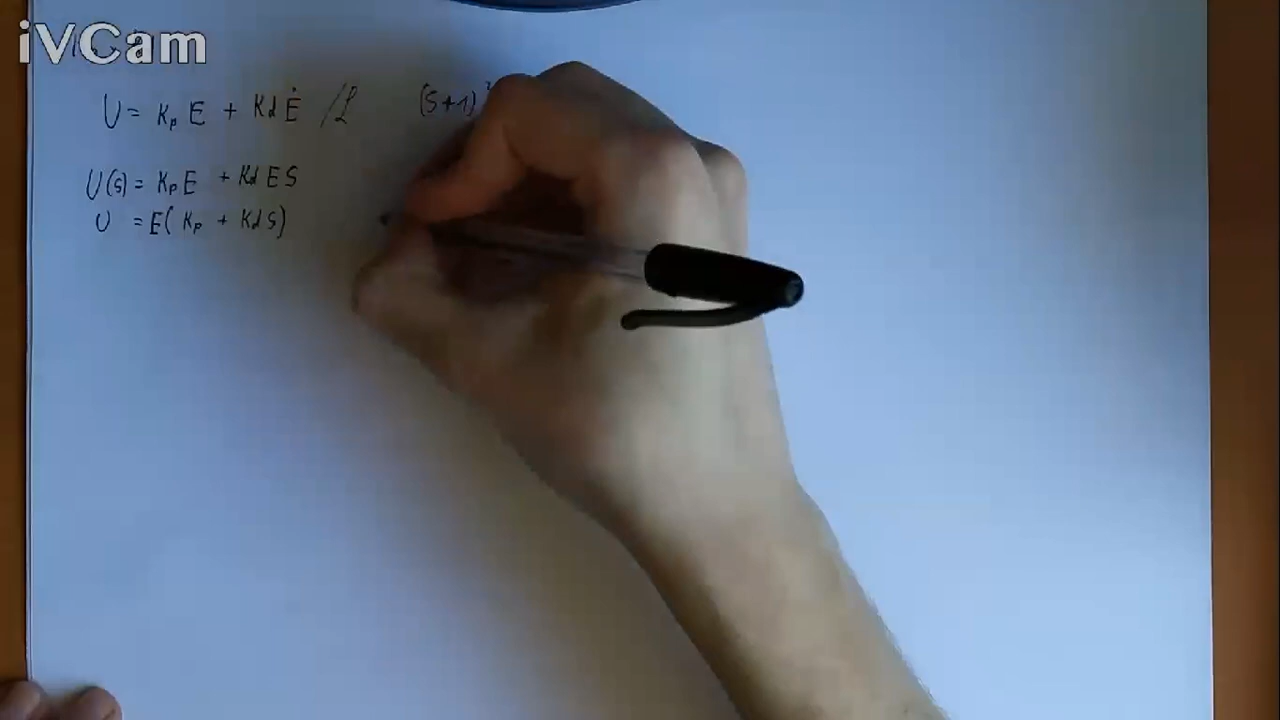 iVCam
U = Kp E + Kd Ė /ℒ
(S+1)
U(s) = Kp E + Kd E S
U = E( Kp + Kd S)